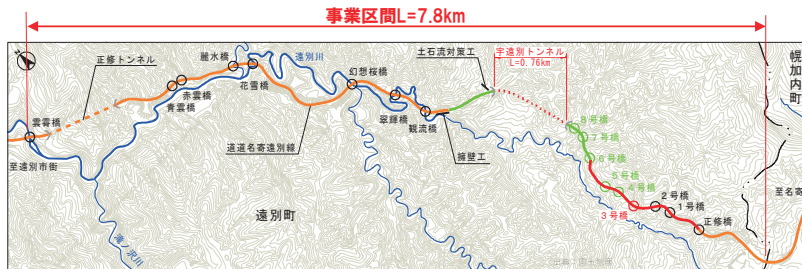 事業区間L=7.8km
正修トンネル
麗水橋
遠別川
土石流対策工
宇遠別トンネル
L=0.76km
幌加内町
赤雲橋
青雲橋
花雪橋
幻想桜橋
雲雲橋
翠輝橋
観流橋
8号橋
7号橋
6号橋
道道名寄遠別線
擁壁工
至遠別市街
5号橋
4号橋
3号橋
2号橋
1号橋
正修橋
至名寄
遠別町
滝ノ沢川